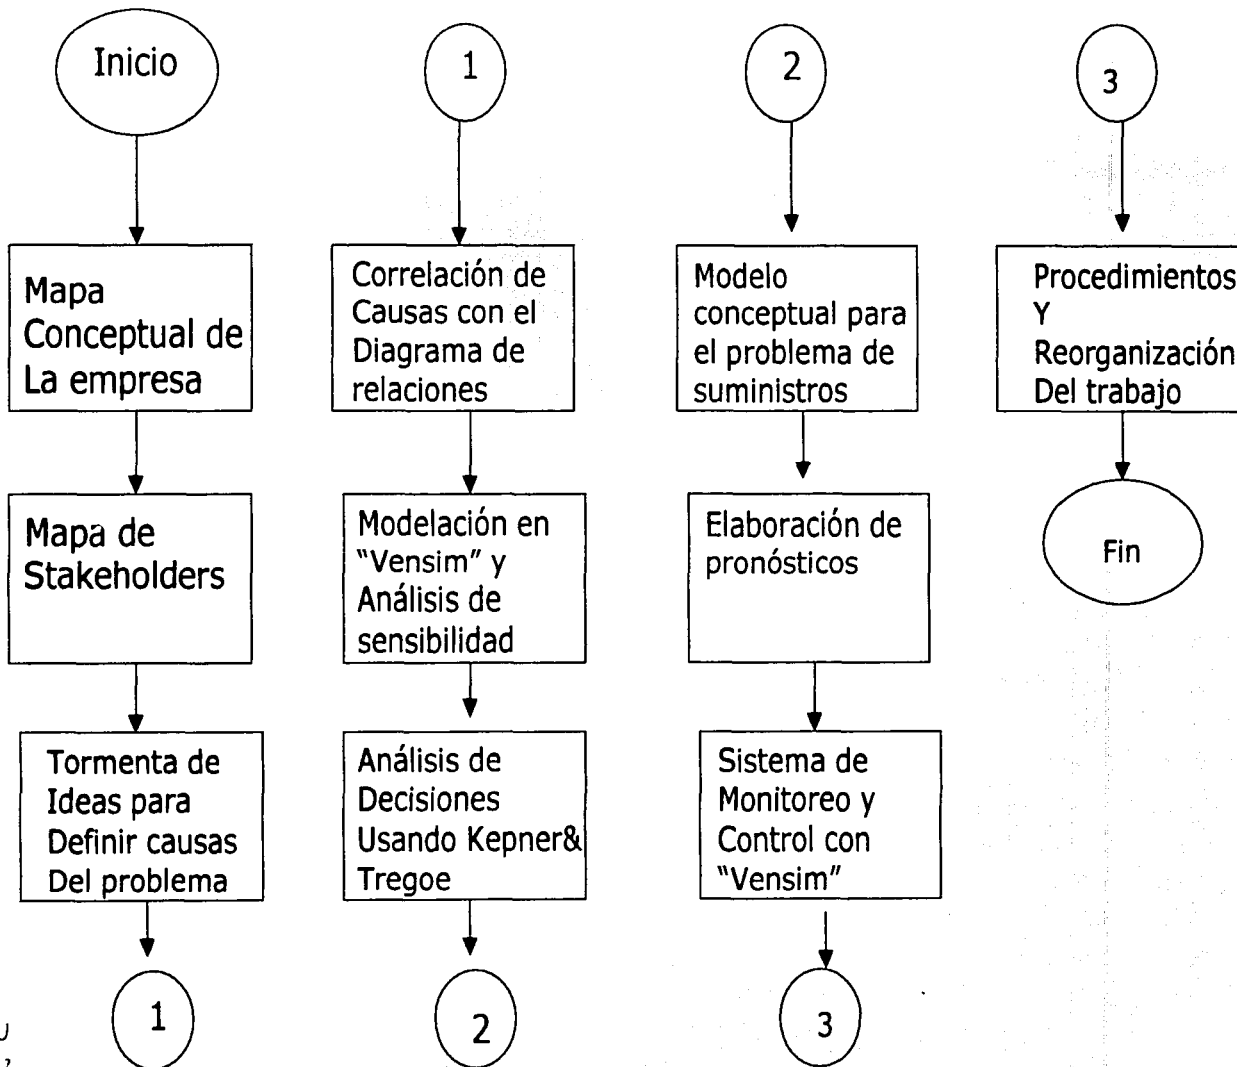 Inicio
Mapa
Conceptual de
La empresa
Mapa de
Stakeholders
Tormenta de
Ideas para
Definir causas
Del problema
1
1
Correlación de
Causas con el
Diagrama de
relaciones
Modelación en
"Vensim" y
Análisis de
sensibilidad
Análisis de
Decisiones
Usando Kepner&
Tregoe
2
2
Modelo
conceptual para
el problema de
suministros
Elaboración de
pronósticos
Sistema de
Monitoreo y
Control con
"Vensim"
3
3
Procedimientos
Y
Reorganización
Del trabajo
Fin